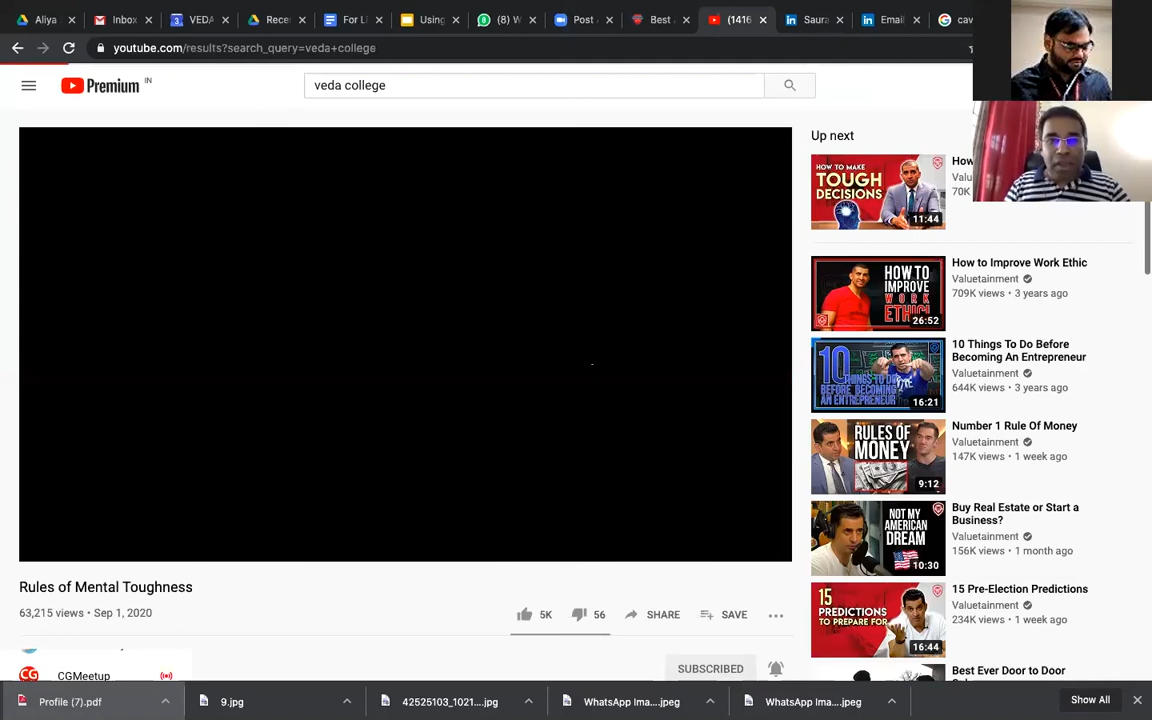 Aliya
Inbox
VEDA
Recen
For Li
Using
(8) W
Post A
Best A
(1416
Saura
Email
cav
youtube.com/results?search_query=veda+college
Premium IN
veda college
Up next
HOW TO MAKE
TOUGH
DECISIONS
11:44
How
Valu
70K
HOW TO
IMPROVE
WORK
ETHIC
26:52
How to Improve Work Ethic
Valuetainment
709K views • 3 years ago
10 THINGS TO DO
BEFORE BECOMING
AN ENTREPRENEUR
16:21
10 Things To Do Before
Becoming An Entrepreneur
Valuetainment
644K views • 3 years ago
RULES OF
MONEY
9:12
Number 1 Rule Of Money
Valuetainment
147K views • 1 week ago
NOT MY
AMERICAN
DREAM
10:30
Buy Real Estate or Start a
Business?
Valuetainment
156K views • 1 month ago
15
PREDICTIONS
TO PREPARE FOR
16:44
15 Pre-Election Predictions
Valuetainment
234K views • 1 week ago
Best Ever Door to Door
Rules of Mental Toughness
63,215 views • Sep 1, 2020
5K
56
SHARE
SAVE
CG
CGMeetup
SUBSCRIBED
Profile (7).pdf
9.jpg
42525103_1021....jpg
WhatsApp Ima....jpeg
WhatsApp Ima....jpeg
Show All